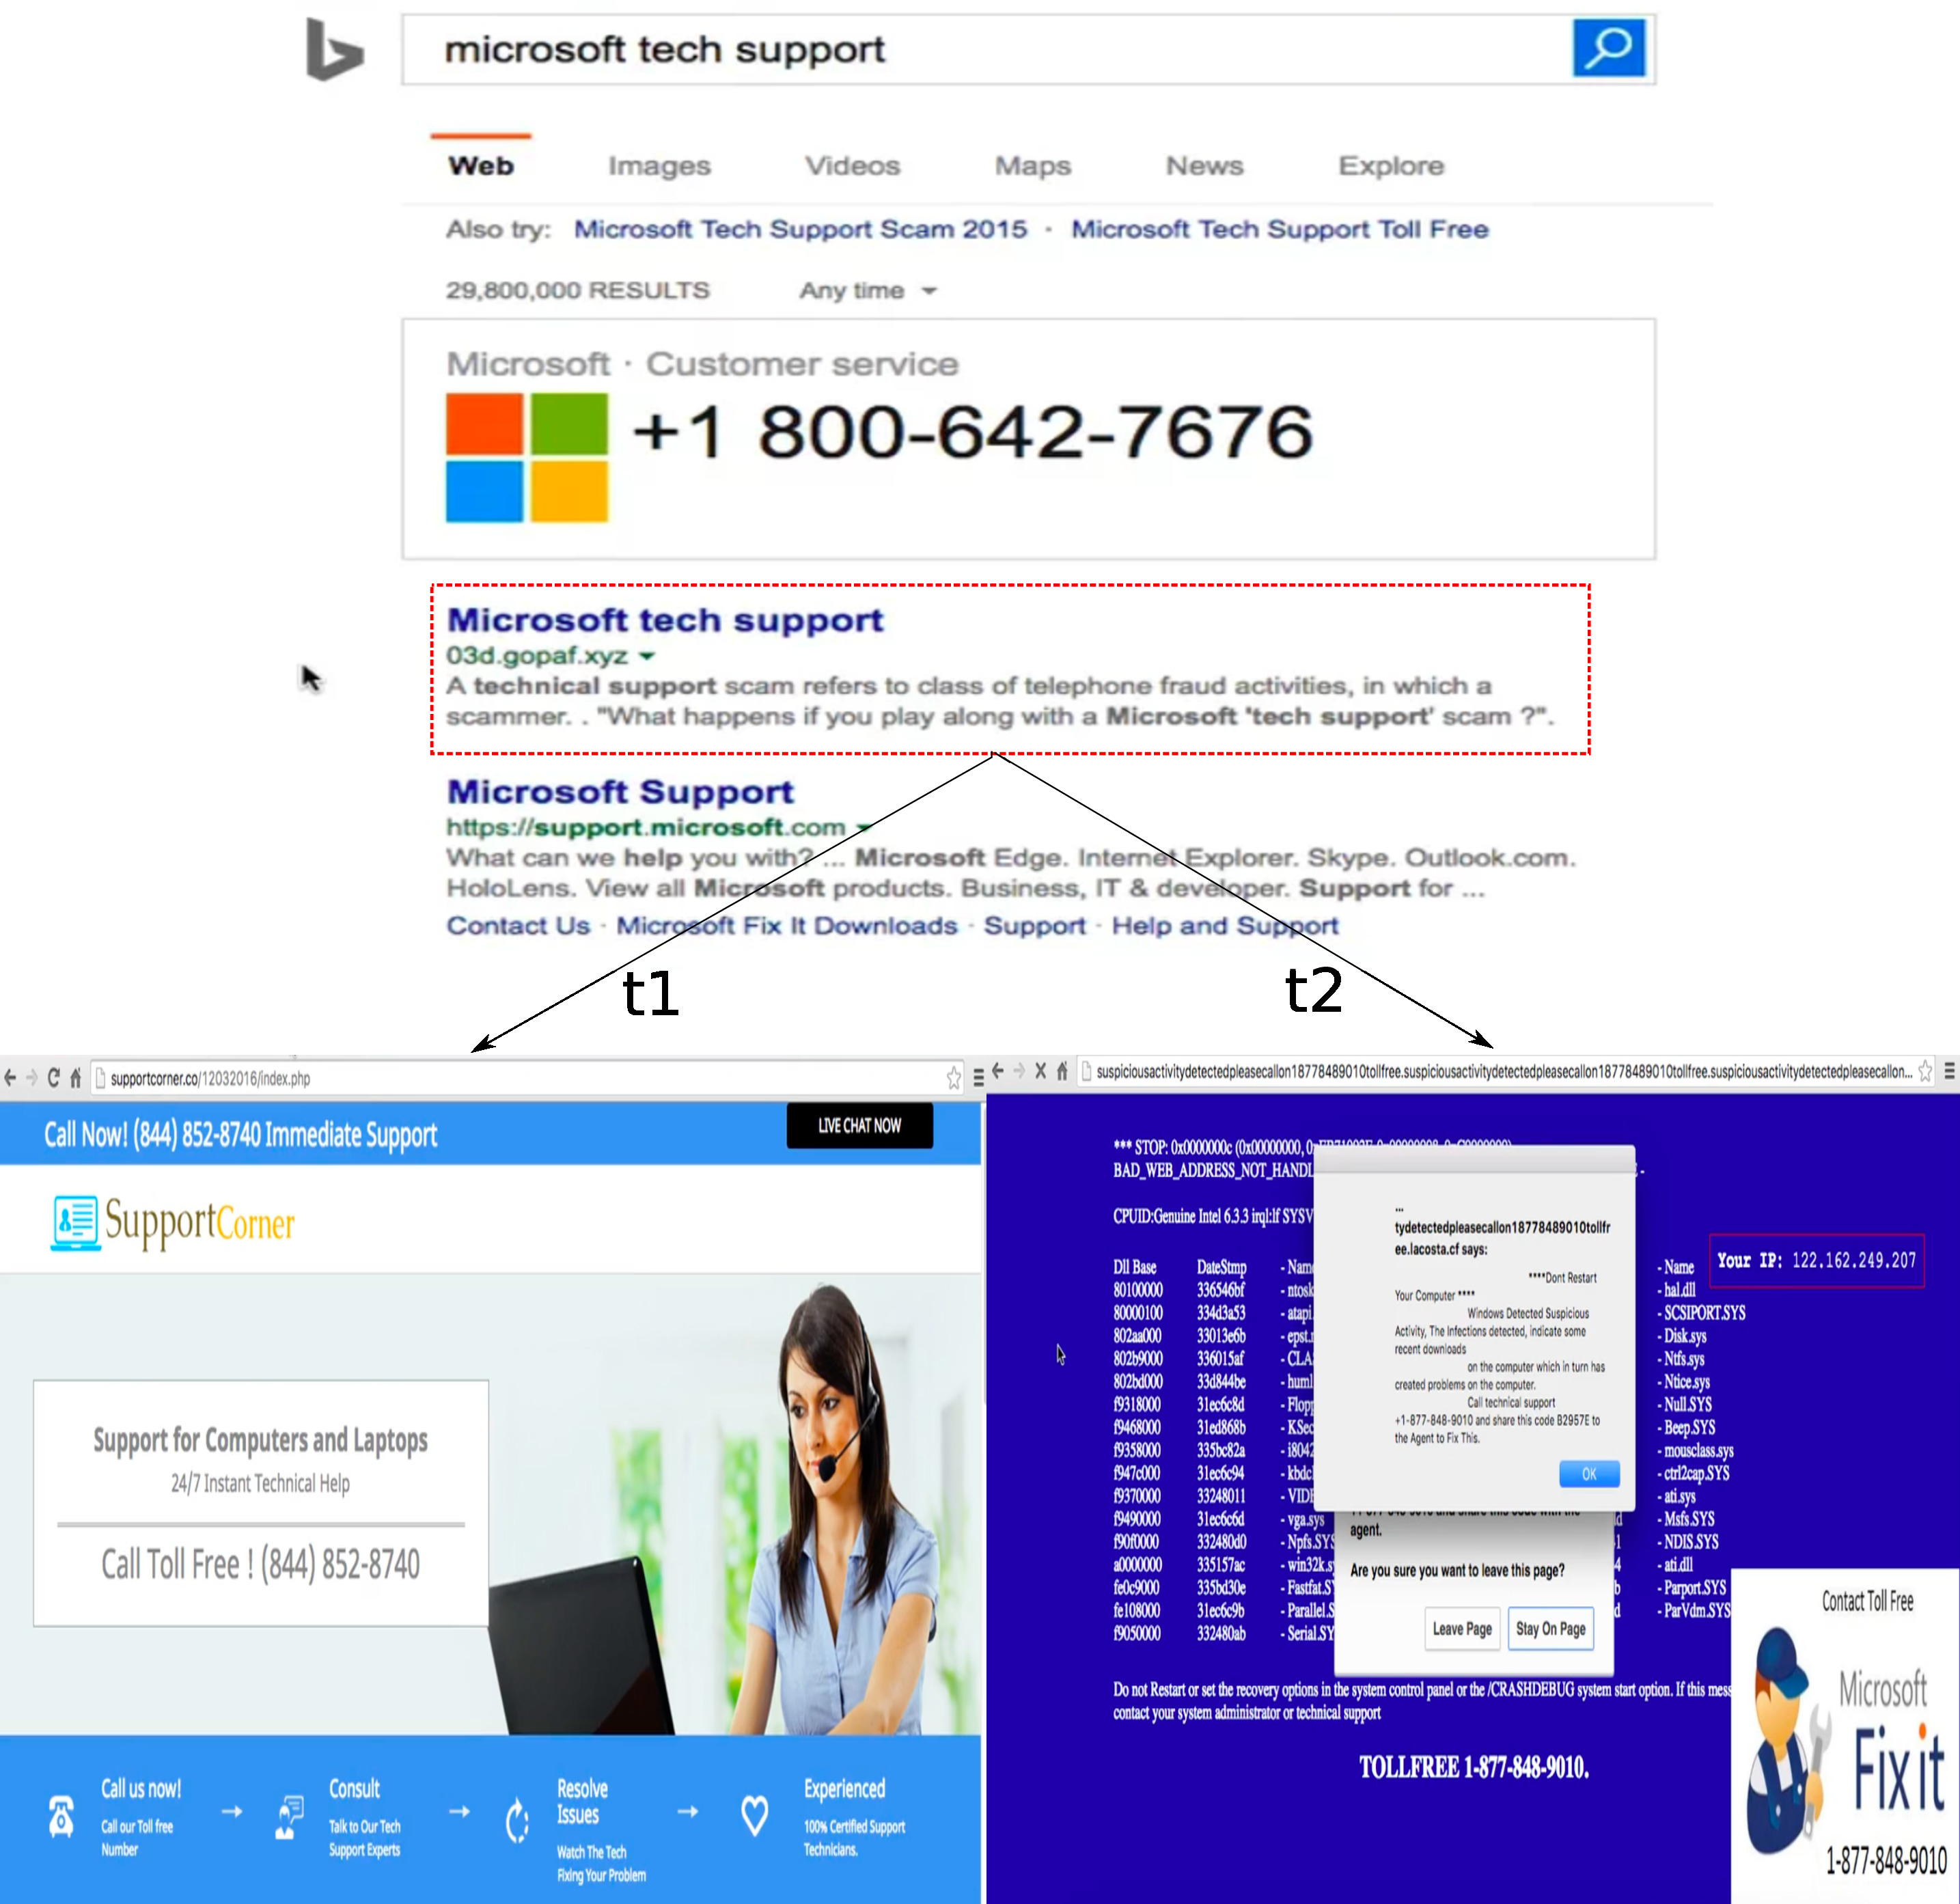 microsoft tech support
Web Images Videos Maps News Explore
Also try: Microsoft Tech Support Scam 2015 · Microsoft Tech Support Toll Free
29,800,000 RESULTS Any time
Microsoft · Customer service
+1 800-642-7676
Microsoft tech support
03d.gopaf.xyz
A technical support scam refers to class of telephone fraud activities, in which a
scammer. . "What happens if you play along with a Microsoft 'tech support' scam ?".
Microsoft Support
https://support.microsoft.com
What can we help you with? ... Microsoft Edge. Internet Explorer. Skype. Outlook.com.
HoloLens. View all Microsoft products. Business, IT & developer. Support for ...
Contact Us · Microsoft Fix It Downloads · Support · Help and Support
t1
t2
supportcorner.co/12032016/index.php
Call Now! (844) 852-8740 Immediate Support
LIVE CHAT NOW
SupportCorner
Support for Computers and Laptops
24/7 Instant Technical Help
Call Toll Free ! (844) 852-8740
Call us now!
Call our Toll free
Number
Consult
Talk to Our Tech
Support Experts
Resolve
Issues
Watch The Tech
Fixing Your Problem
Experienced
100% Certified Support
Technicians.
suspiciousactivitydetectedpleasecallon18778489010tollfree.suspiciousactivitydetectedpleasecallon18778489010tollfree.suspiciousactivitydetectedpleasecallon...
*** STOP: 0x0000000c (0x00000000,
BAD_WEB_ADDRESS_NOT_HANDL
CPUID:Genuine Intel 6.3.3 irql:lf SYSV
Dll Base DateStmp - Nam - Name
80100000 336546bf - ntosk - hal.dll
80000100 334d3a53 - atapi. - SCSIPORT.SYS
802aa000 33013e6b - epst. - Disk.sys
802b9000 336015af - CLA - Ntfs.sys
802bd000 33d844be - huml - Ntice.sys
f9318000 31ec6c8d - Flop - Null.SYS
f9468000 31ed868b - KSec - Beep.SYS
f9358000 335bc82a - i8042 - mousclass.sys
f947c000 31ec6c94 - kbdc - ctrl2cap.SYS
f9370000 33248011 - VID - ati.sys
f9490000 31ec6c6d - vga.sys d - Msfs.SYS
f90f0000 332480d0 - Npfs.SYS 1 - NDIS.SYS
a0000000 335157ac - win32k.s 4 - ati.dll
fe0c9000 335bd30e - Fastfat.S b - Parport.SYS
fe108000 31ec6c9b - Parallel.S d - ParVdm.SYS
f9050000 332480ab - Serial.SY
Your IP: 122.162.249.207
...
tydetectedpleasecallon18778489010tollfr
ee.lacosta.cf says:
****Dont Restart
Your Computer ****
Windows Detected Suspicious
Activity, The Infections detected, indicate some
recent downloads
on the computer which in turn has
created problems on the computer.
Call technical support
+1-877-848-9010 and share this code B2957E to
the Agent to Fix This.
OK
agent.
Are you sure you want to leave this page?
Leave Page Stay On Page
Do not Restart or set the recovery options in the system control panel or the /CRASHDEBUG system start option. If this mess
contact your system administrator or technical support
TOLLFREE 1-877-848-9010.
Contact Toll Free
Microsoft
Fix it
1-877-848-9010